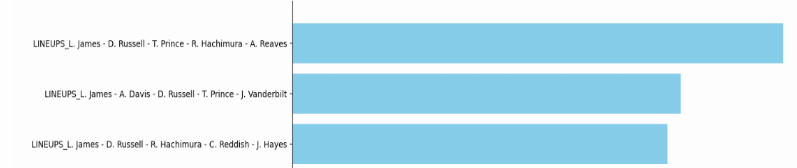 LINEUPS_L. James - D. Russell - T. Prince - R. Hachimura - A. Reaves
LINEUPS_L. James - A. Davis - D. Russell - T. Prince - J. Vanderbilt
LINEUPS_L. James - D. Russell - R. Hachimura - C. Reddish - J. Hayes